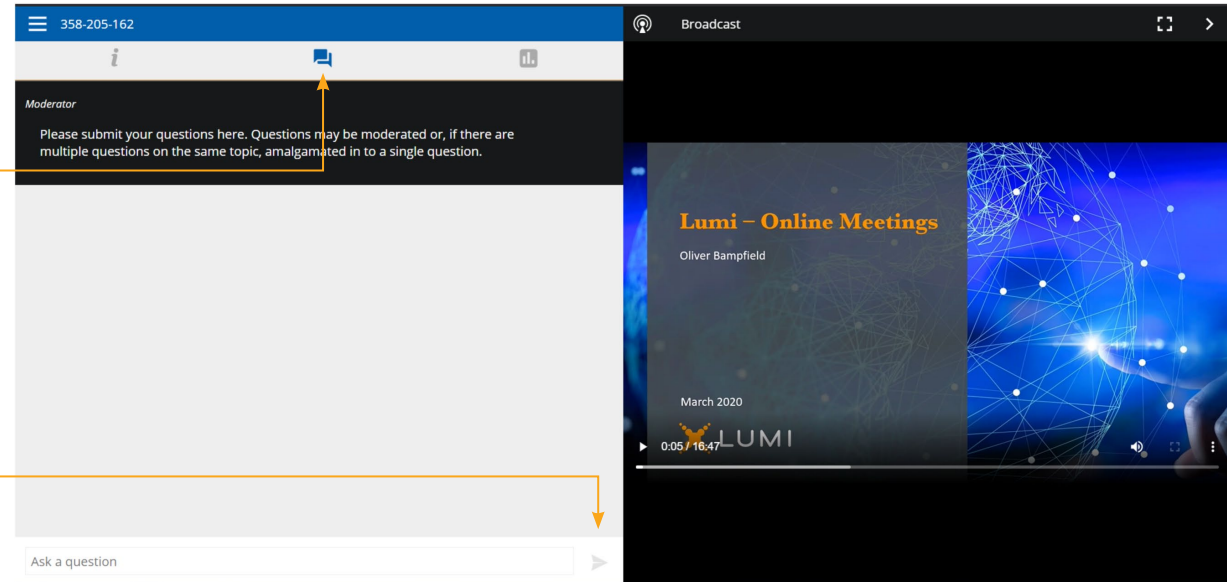 358-205-162
Broadcast
i
Moderator
Please submit your questions here. Questions may be moderated or, if there are
multiple questions on the same topic, amalgamated in to a single question.
Lumi – Online Meetings
Oliver Bampfield
March 2020
LUMI
0:05 / 16:47
Ask a question